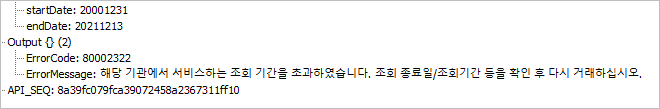 startDate: 20001231
endDate: 20211213
Output {} (2)
ErrorCode: 80002322
ErrorMessage: 해당 기관에서 서비스하는 조회 기간을 초과하였습니다. 조회 종료일/조회기간 등을 확인 후 다시 거래하십시오.
API_SEQ: 8a39fc079fca39072458a2367311ff10